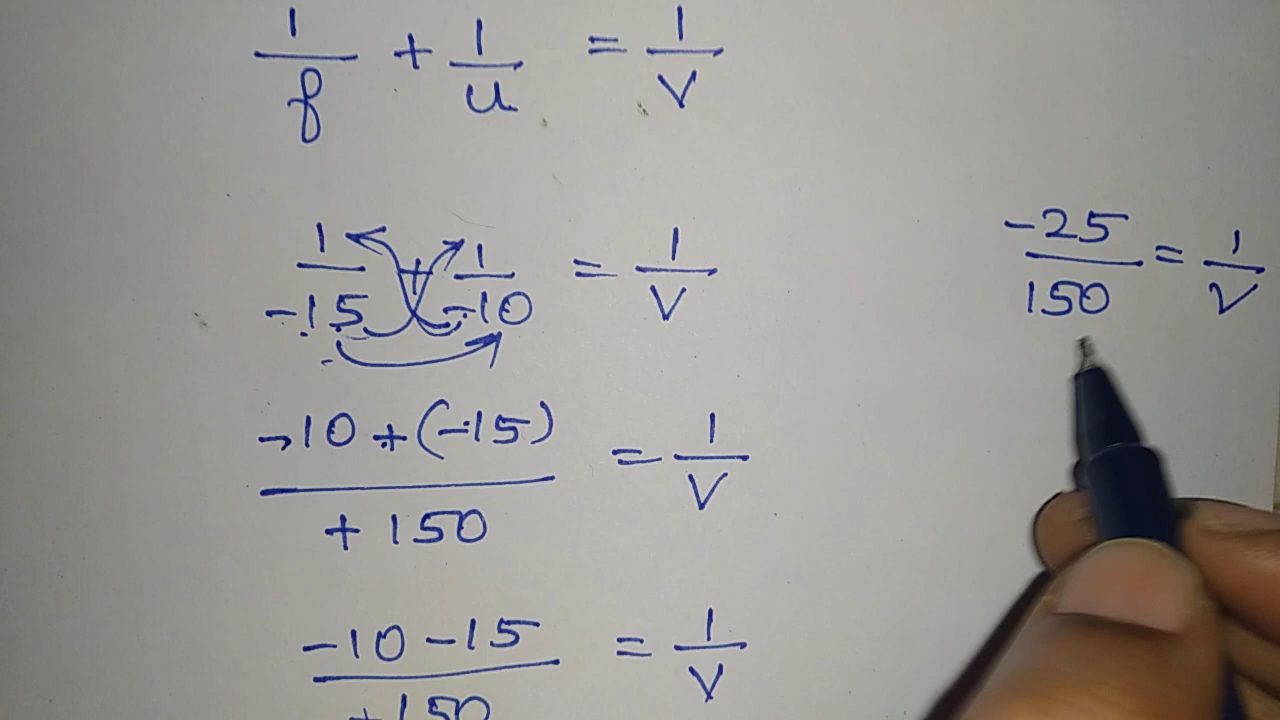 1/f + 1/u = 1/v
1/-15 + 1/-10 = 1/v
-10 + (-15)/+150 = 1/v
-10 -15/+150 = 1/v
-25/150 = 1/v